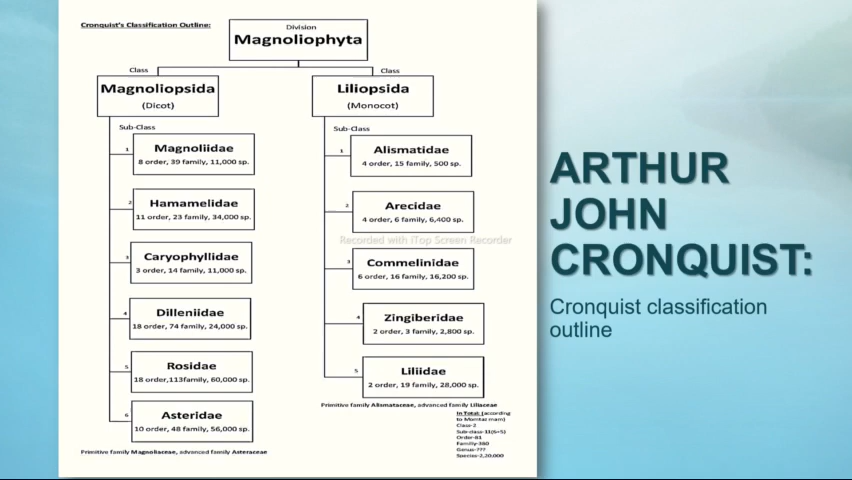 Cronquist's Classification Outline:
Division
Magnoliophyta
Class
Class
Magnoliopsida
(Dicot)
Liliopsida
(Monocot)
Sub-Class
Sub-Class
1
Magnoliidae
8 order, 39 family, 11,000 sp.
2
Hamamelidae
11 order, 23 family, 34,000 sp.
3
Caryophyllidae
3 order, 14 family, 11,000 sp.
4
Dilleniidae
18 order, 74 family, 24,000 sp.
5
Rosidae
18 order,113family, 60,000 sp.
6
Asteridae
10 order, 48 family, 56,000 sp.
Primitive family Magnoliaceae, advanced family Asteraceae
1
Alismatidae
4 order, 15 family, 500 sp.
2
Arecidae
4 order, 6 family, 6,400 sp.
Recorded with iTop Screen Recorder
3
Commelinidae
6 order, 16 family, 16,200 sp.
4
Zingiberidae
2 order, 3 family, 2,800 sp.
5
Liliidae
2 order, 19 family, 28,000 sp.
Primitive family Alismataceae, advanced family Liliaceae
In Total: (according
to Momtaz mam)
Class-2
Sub-class-11(6+5)
Order-81
Familly-380
Genus-???
Species-2,20,000
ARTHUR
JOHN
CRONQUIST:
Cronquist classification
outline